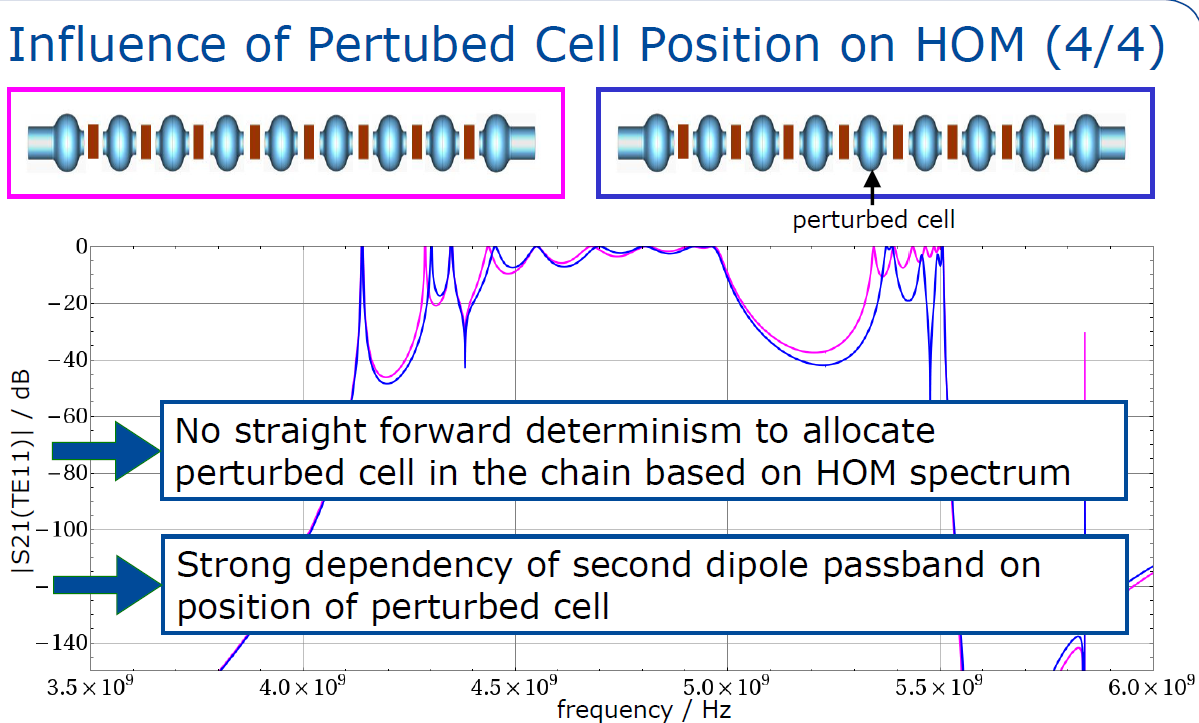 Influence of Pertubed Cell Position on HOM (4/4)
perturbed cell
|S21(TE11)| / dB
0
−20
−40
−60
−80
−100
−140
No straight forward determinism to allocate
perturbed cell in the chain based on HOM spectrum
Strong dependency of second dipole passband on
position of perturbed cell
3.5×10⁹
4.0×10⁹
4.5×10⁹
5.0×10⁹
5.5×10⁹
6.0×10⁹
frequency / Hz